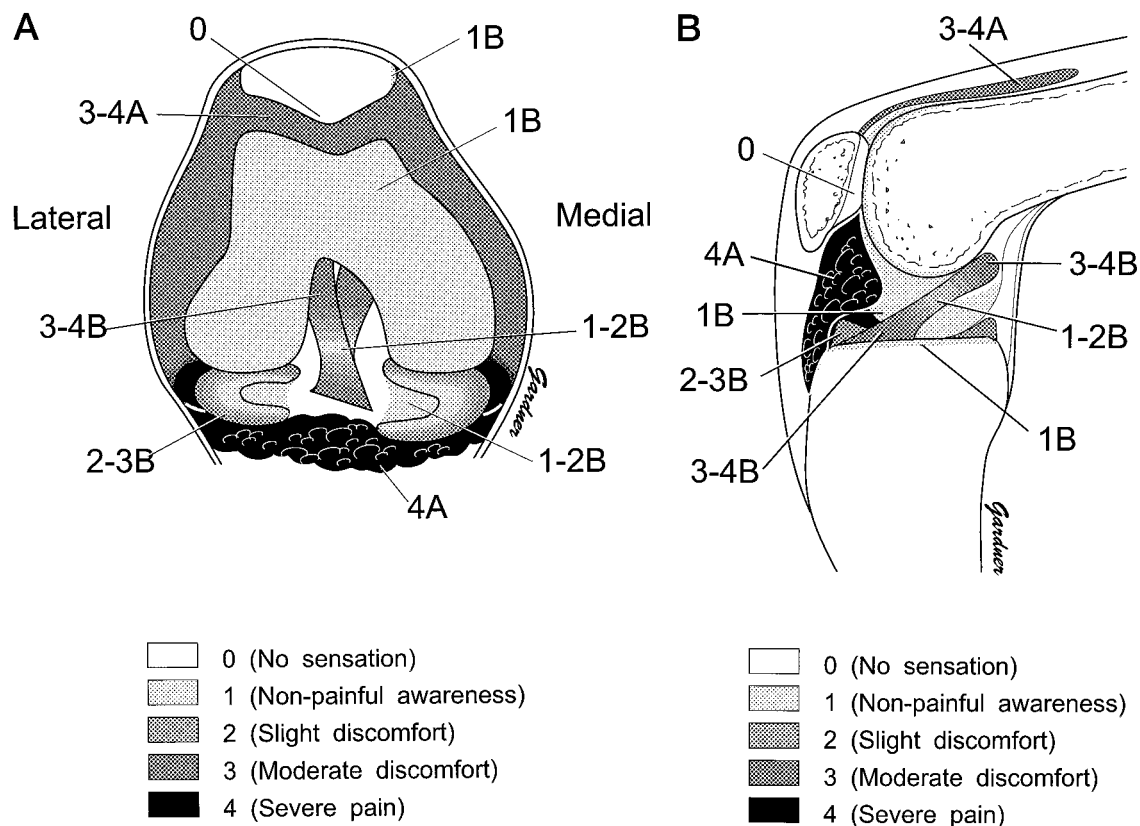 A
0
1B
3-4A
1B
Lateral
Medial
3-4B
1-2B
2-3B
1-2B
4A
Gardner
0 (No sensation)
1 (Non-painful awareness)
2 (Slight discomfort)
3 (Moderate discomfort)
4 (Severe pain)
B
3-4A
0
4A
3-4B
1B
1-2B
2-3B
1B
3-4B
Gardner
0 (No sensation)
1 (Non-painful awareness)
2 (Slight discomfort)
3 (Moderate discomfort)
4 (Severe pain)